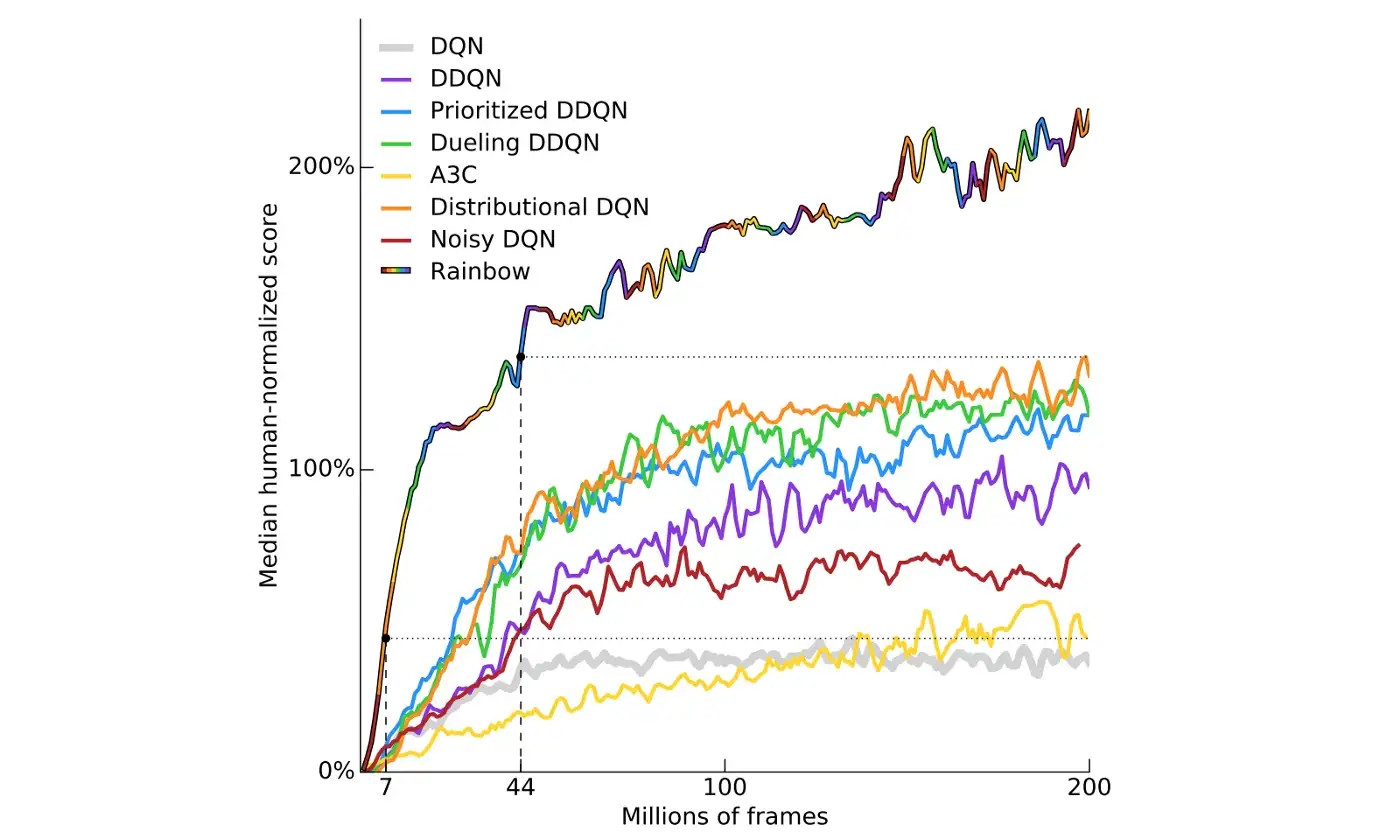 DQN
DDQN
Prioritized DDQN
Dueling DDQN
A3C
Distributional DQN
Noisy DQN
Rainbow
200%
100%
0%
Median human-normalized score
7 44 100 200
Millions of frames